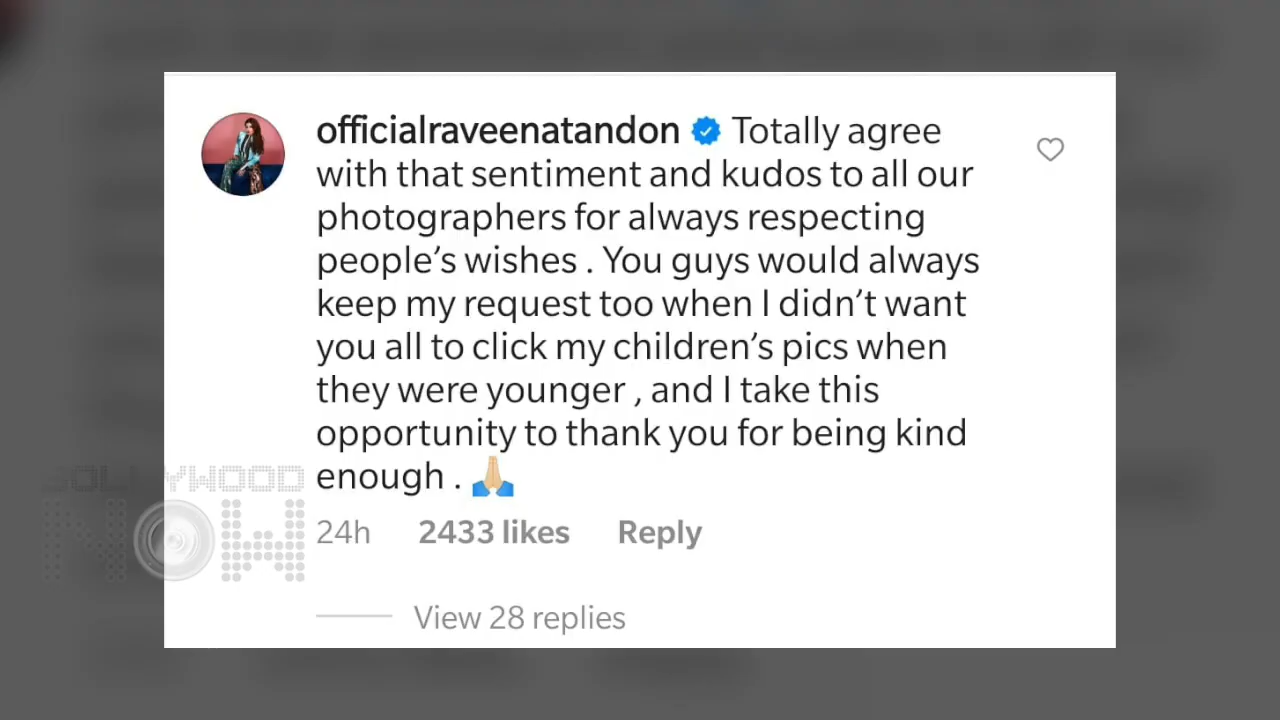 officialraveenatandon Totally agree
with that sentiment and kudos to all our
photographers for always respecting
people’s wishes . You guys would always
keep my request too when I didn’t want
you all to click my children’s pics when
they were younger , and I take this
opportunity to thank you for being kind
enough . 🙏🏼
JOLLYWOOD
NOW
24h 2433 likes Reply
View 28 replies